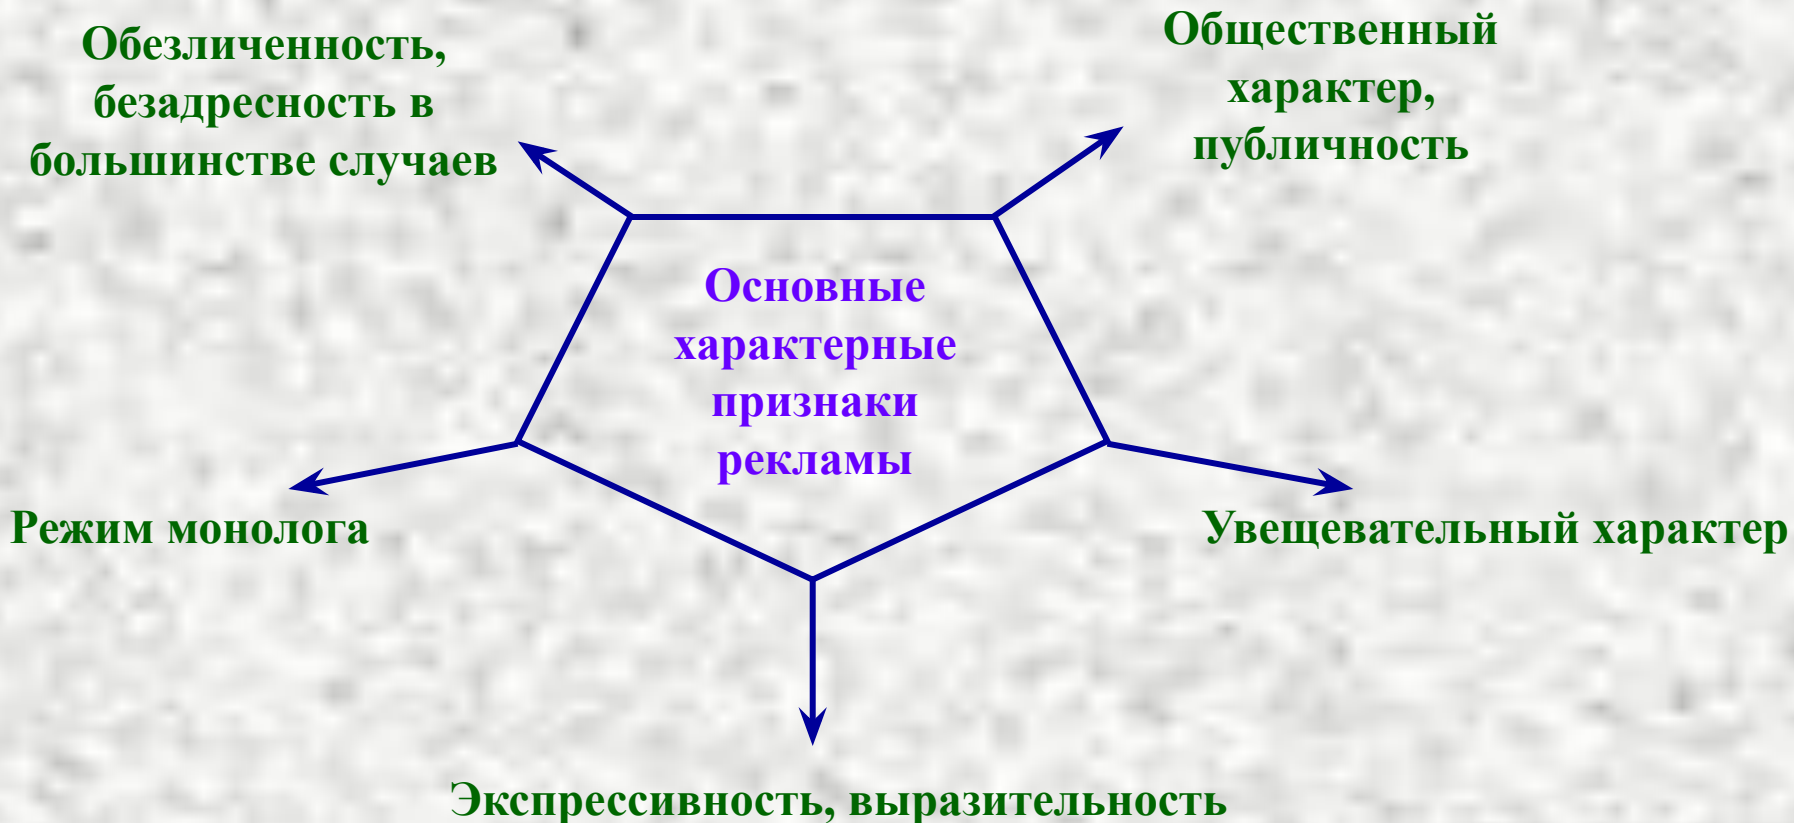 Обезличенность,
безадресность в
большинстве случаев
Общественный
характер,
публичность
Основные
характерные
признаки
рекламы
Режим монолога
Увещевательный характер
Экспрессивность, выразительность